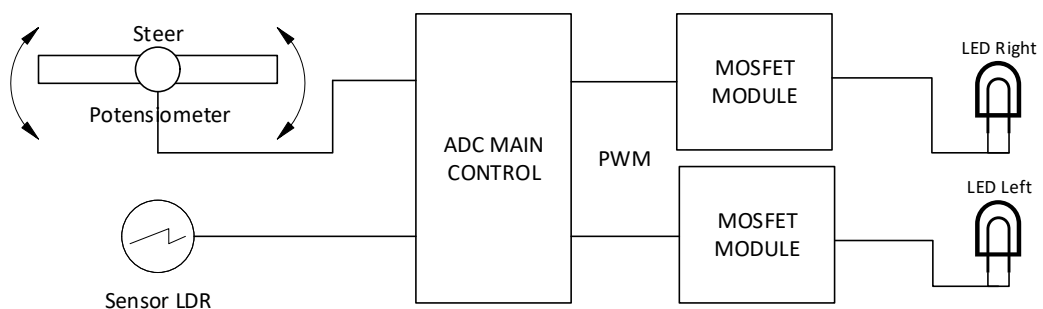 Steer
Potensiometer
Sensor LDR
ADC MAIN
CONTROL
PWM
MOSFET
MODULE
MOSFET
MODULE
LED Right
LED Left